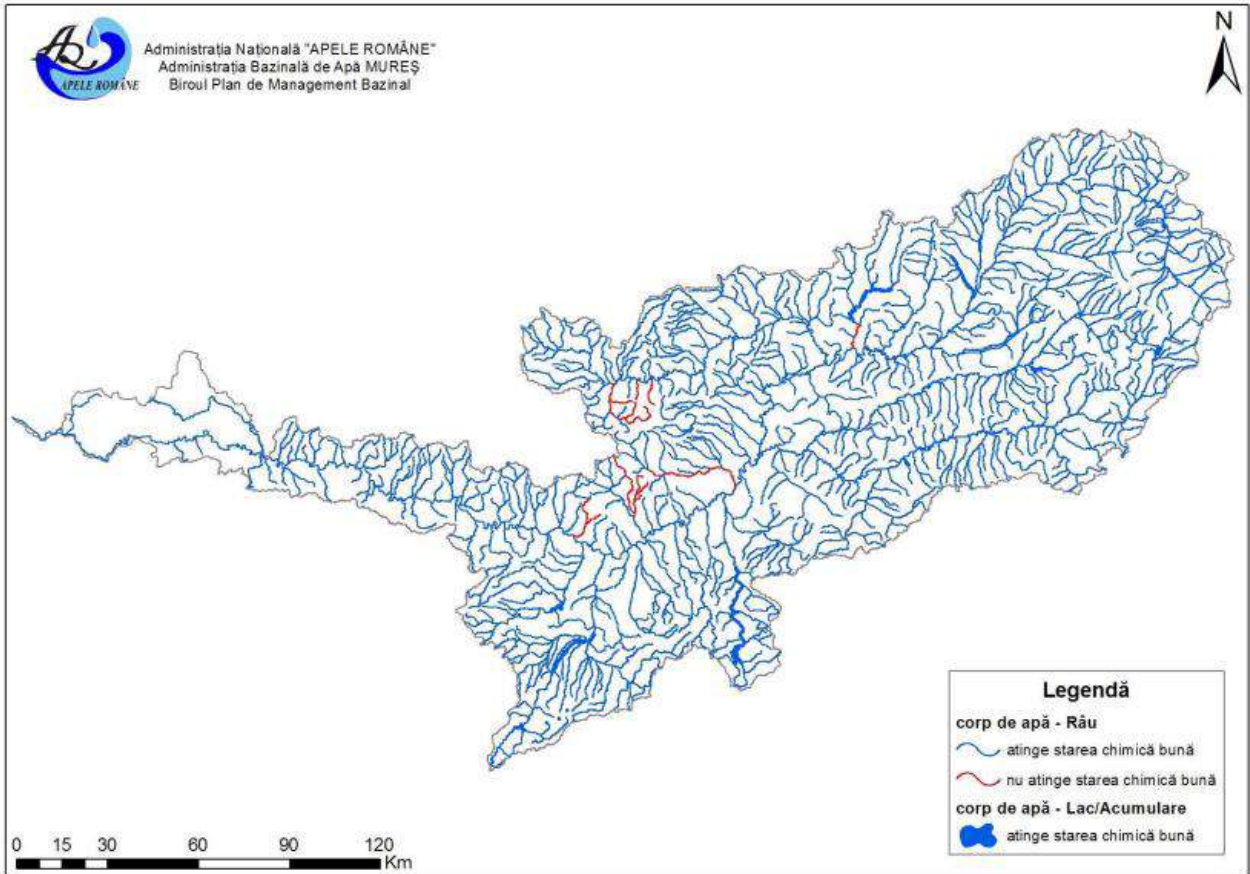 Administrația Națională "APELE ROMÂNE"
Administrația Bazinală de Apă MUREȘ
Biroul Plan de Management Bazinal
APELE ROMÂNE
N
Legendă
corp de apă - Râu
atinge starea chimică bună
nu atinge starea chimică bună
corp de apă - Lac/Acumulare
atinge starea chimică bună
0 15 30 60 90 120
Km